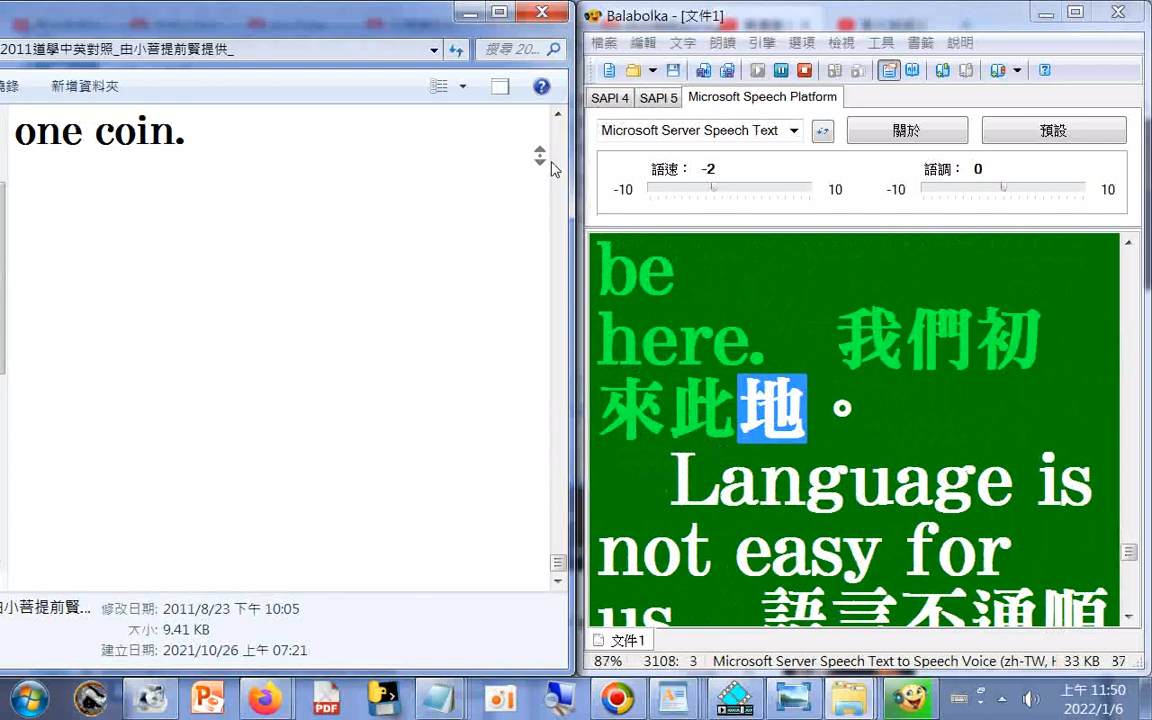 2011道學中英對照_由小菩提前賢提供_
搜尋 20...
新增資料夾
one coin.
修改日期: 2011/8/23 下午 10:05
大小: 9.41 KB
建立日期: 2021/10/26 上午 07:21
Balabolka - [文件1]
檔案 編輯 文字 朗讀 引擎 選項 檢視 工具 書籤 說明
SAPI 4 SAPI 5 Microsoft Speech Platform
Microsoft Server Speech Text 關於 預設
語速： -2 語調： 0
-10 10 -10 10
be
here. 我們初
來此地。
Language is
not easy for
us 語言不通順
文件1
87% 3108: 3 Microsoft Server Speech Text to Speech Voice (zh-TW, H 33 KB 37
PDF
上午 11:50
2022/1/6